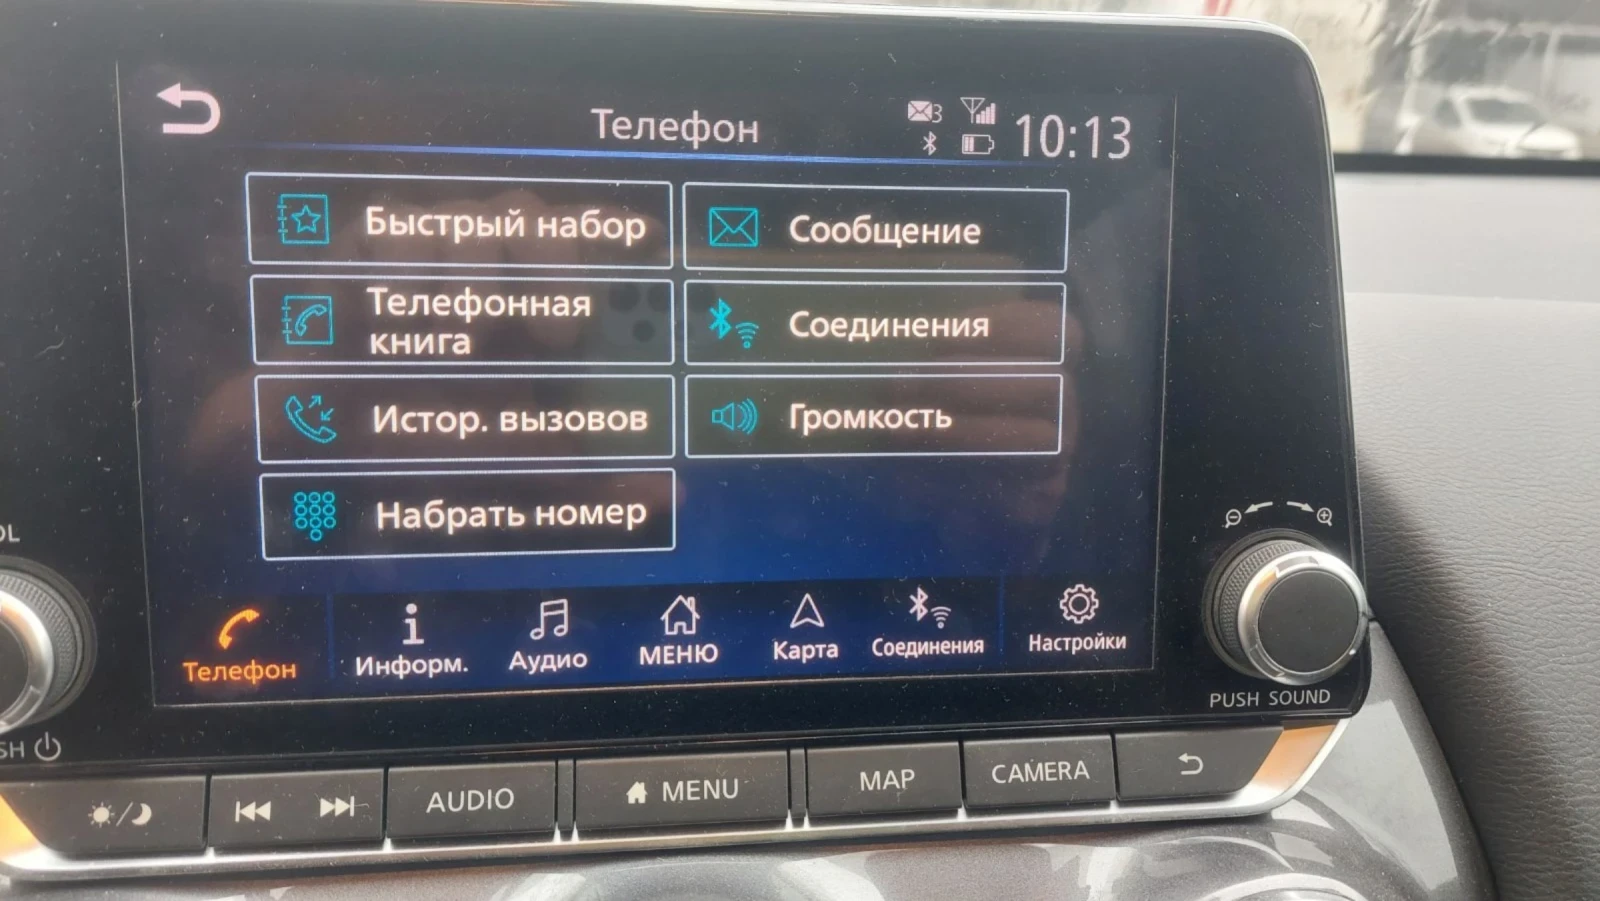 Телефон
3
10:13
Быстрый набор
Сообщение
Телефонная
книга
Соединения
Истор. вызовов
Громкость
Набрать номер
Телефон
Информ.
Аудио
МЕНЮ
Карта
Соединения
Настройки
PUSH SOUND
AUDIO
MENU
MAP
CAMERA